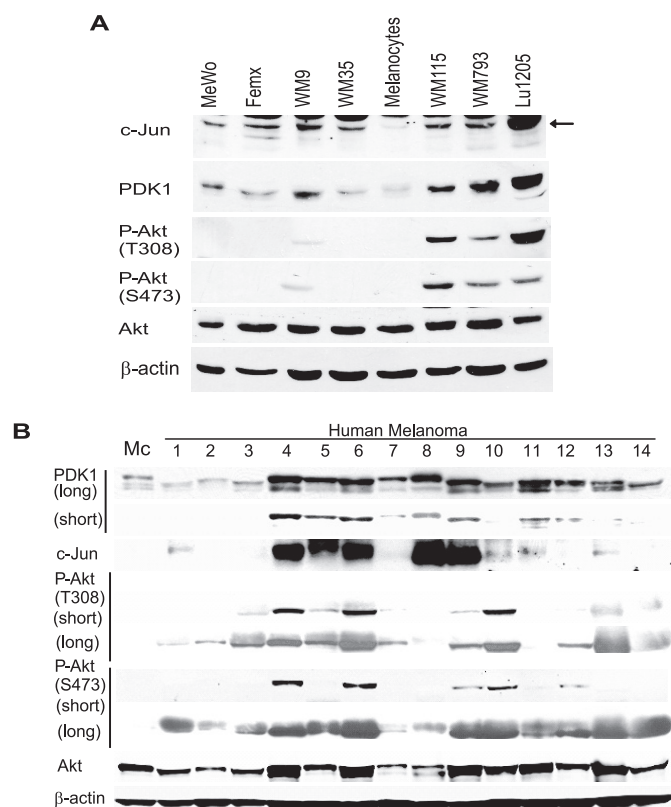 A
MeWo
Femx
WM9
WM35
Melanocytes
WM115
WM793
Lu1205
c-Jun
PDK1
P-Akt
(T308)
P-Akt
(S473)
Akt
β-actin
B
Human Melanoma
Mc 1 2 3 4 5 6 7 8 9 10 11 12 13 14
PDK1
(long)
(short)
c-Jun
P-Akt
(T308)
(short)
(long)
P-Akt
(S473)
(short)
(long)
Akt
β-actin